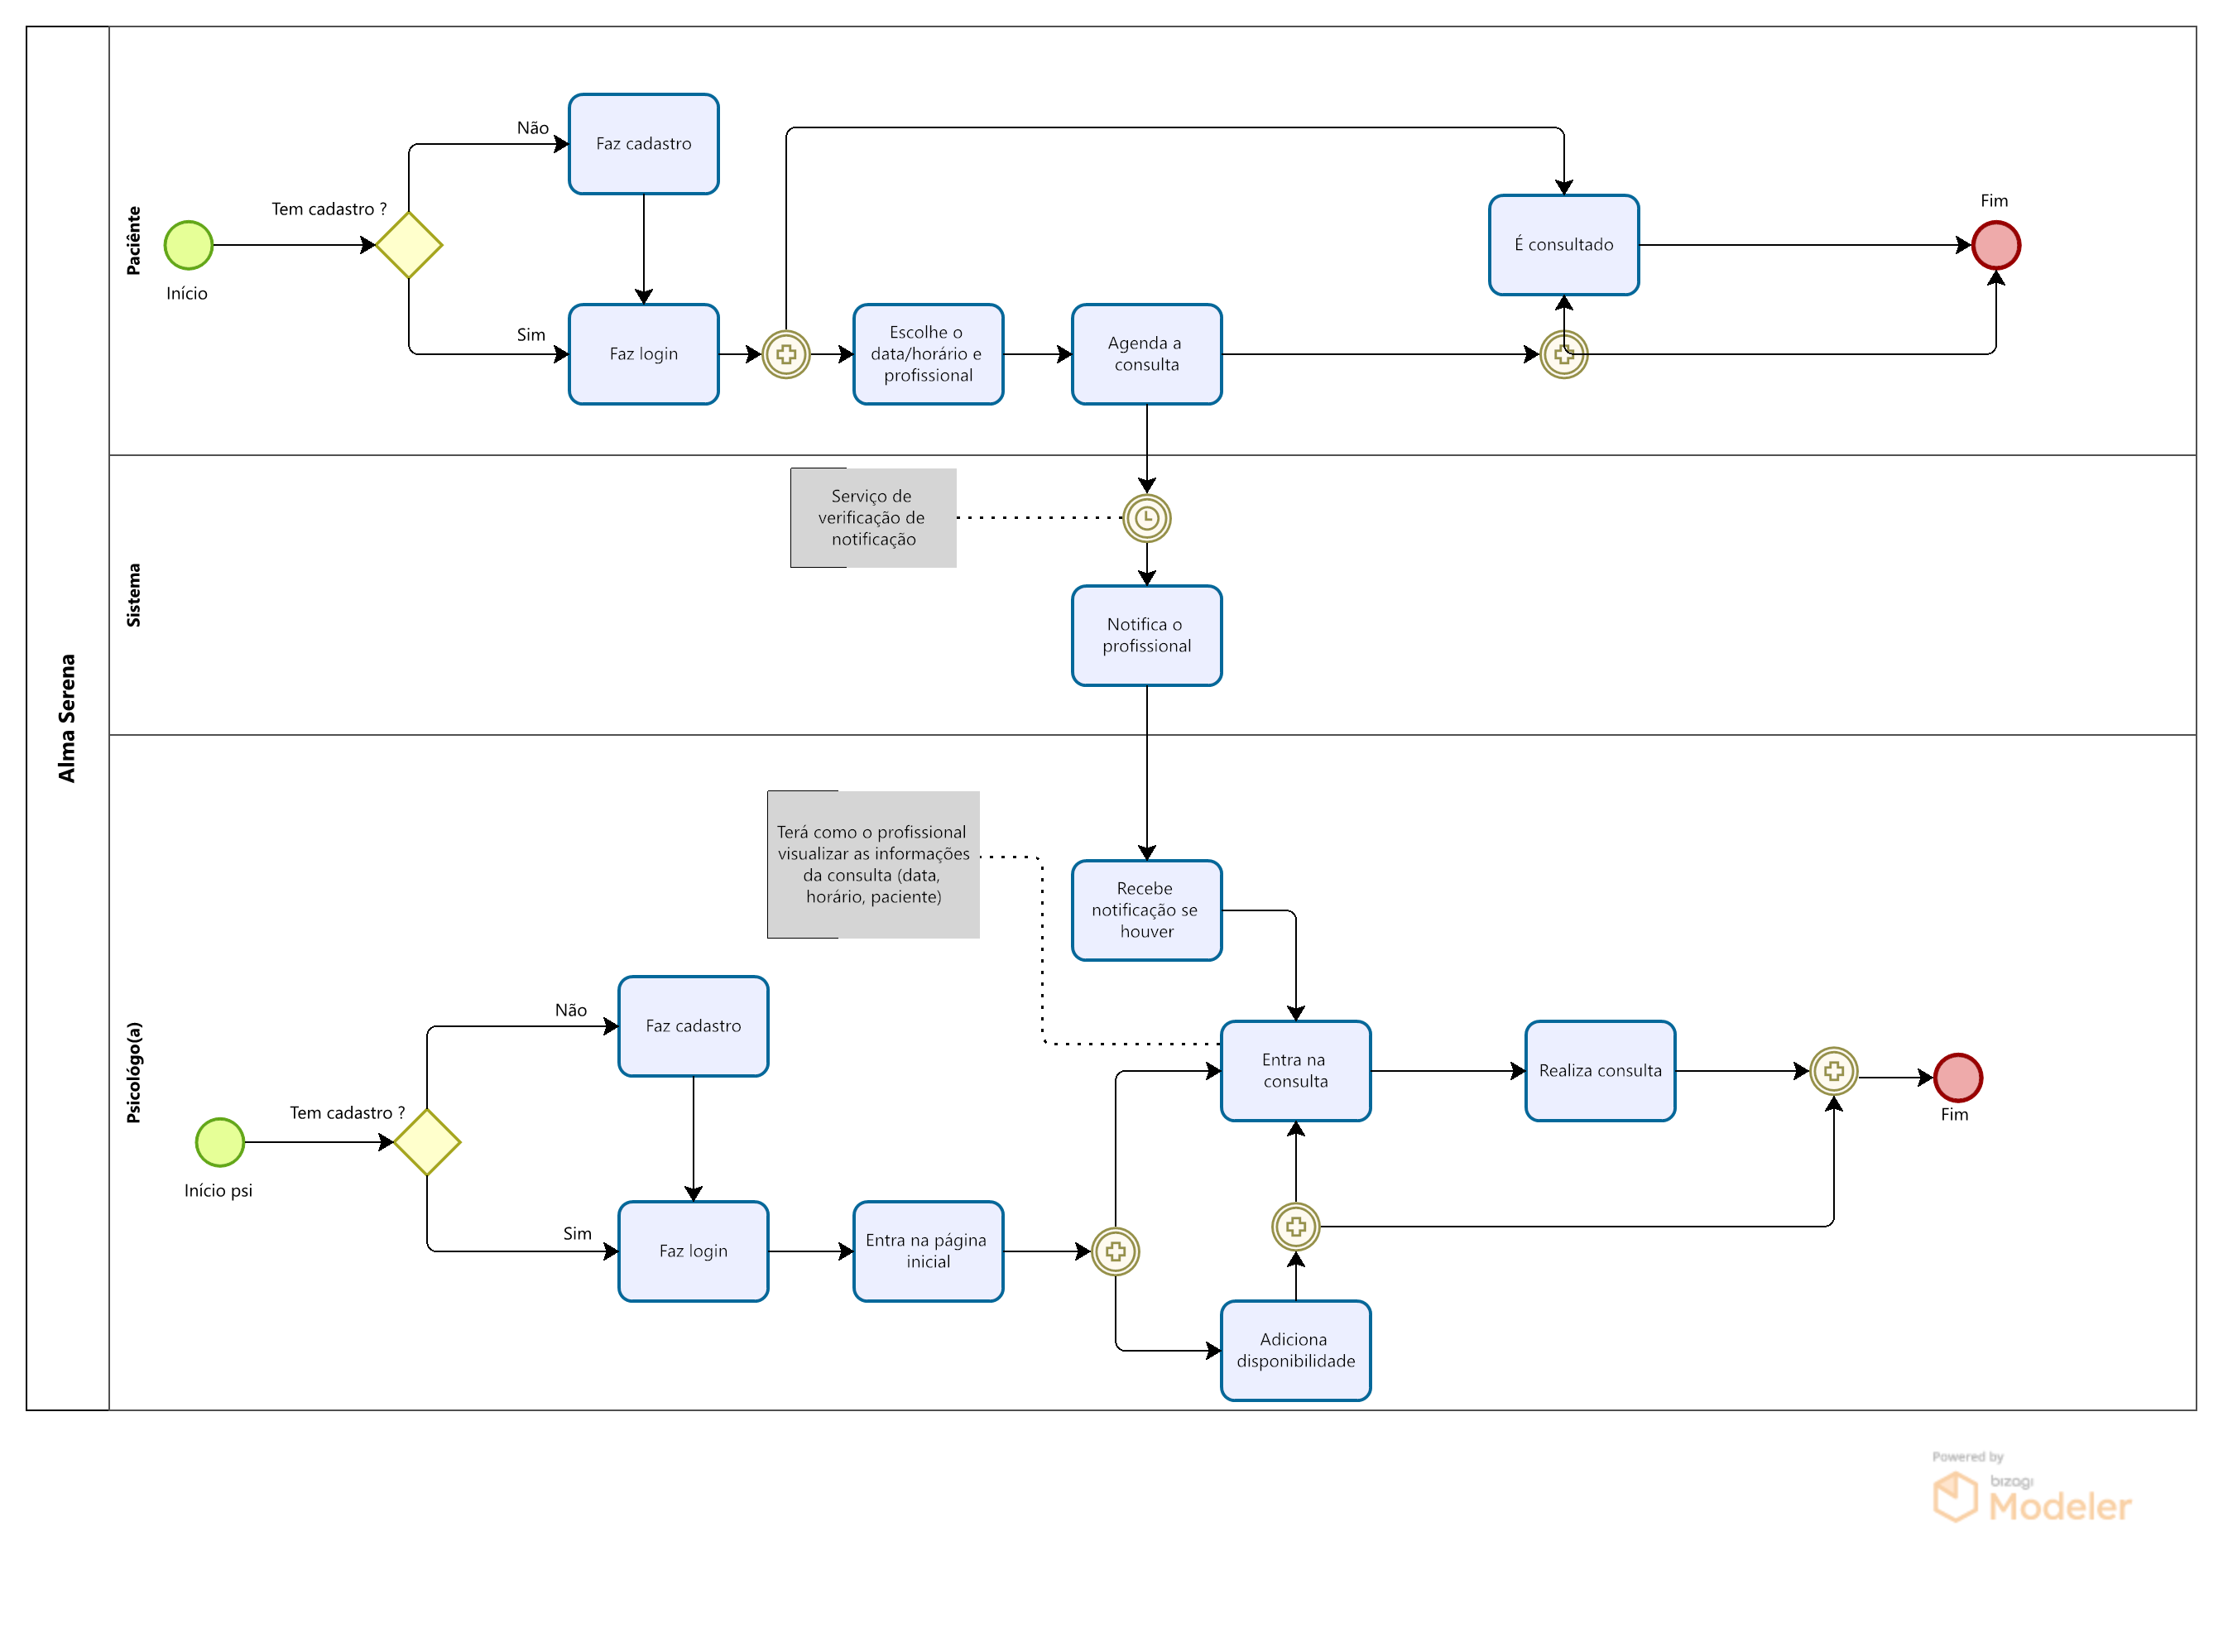 Alma Serena
Paciênte
Início
Tem cadastro ?
Não
Sim
Faz cadastro
Faz login
Escolhe o
data/horário e
profissional
Agenda a
consulta
É consultado
Fim
Sistema
Serviço de
verificação de
notificação
Notifica o
profissional
Psicológo(a)
Terá como o profissional
visualizar as informações
da consulta (data,
horário, paciente)
Recebe
notificação se
houver
Início psi
Tem cadastro ?
Não
Sim
Faz cadastro
Faz login
Entra na página
inicial
Entra na
consulta
Adiciona
disponibilidade
Realiza consulta
Fim
Powered by
bizagi
Modeler